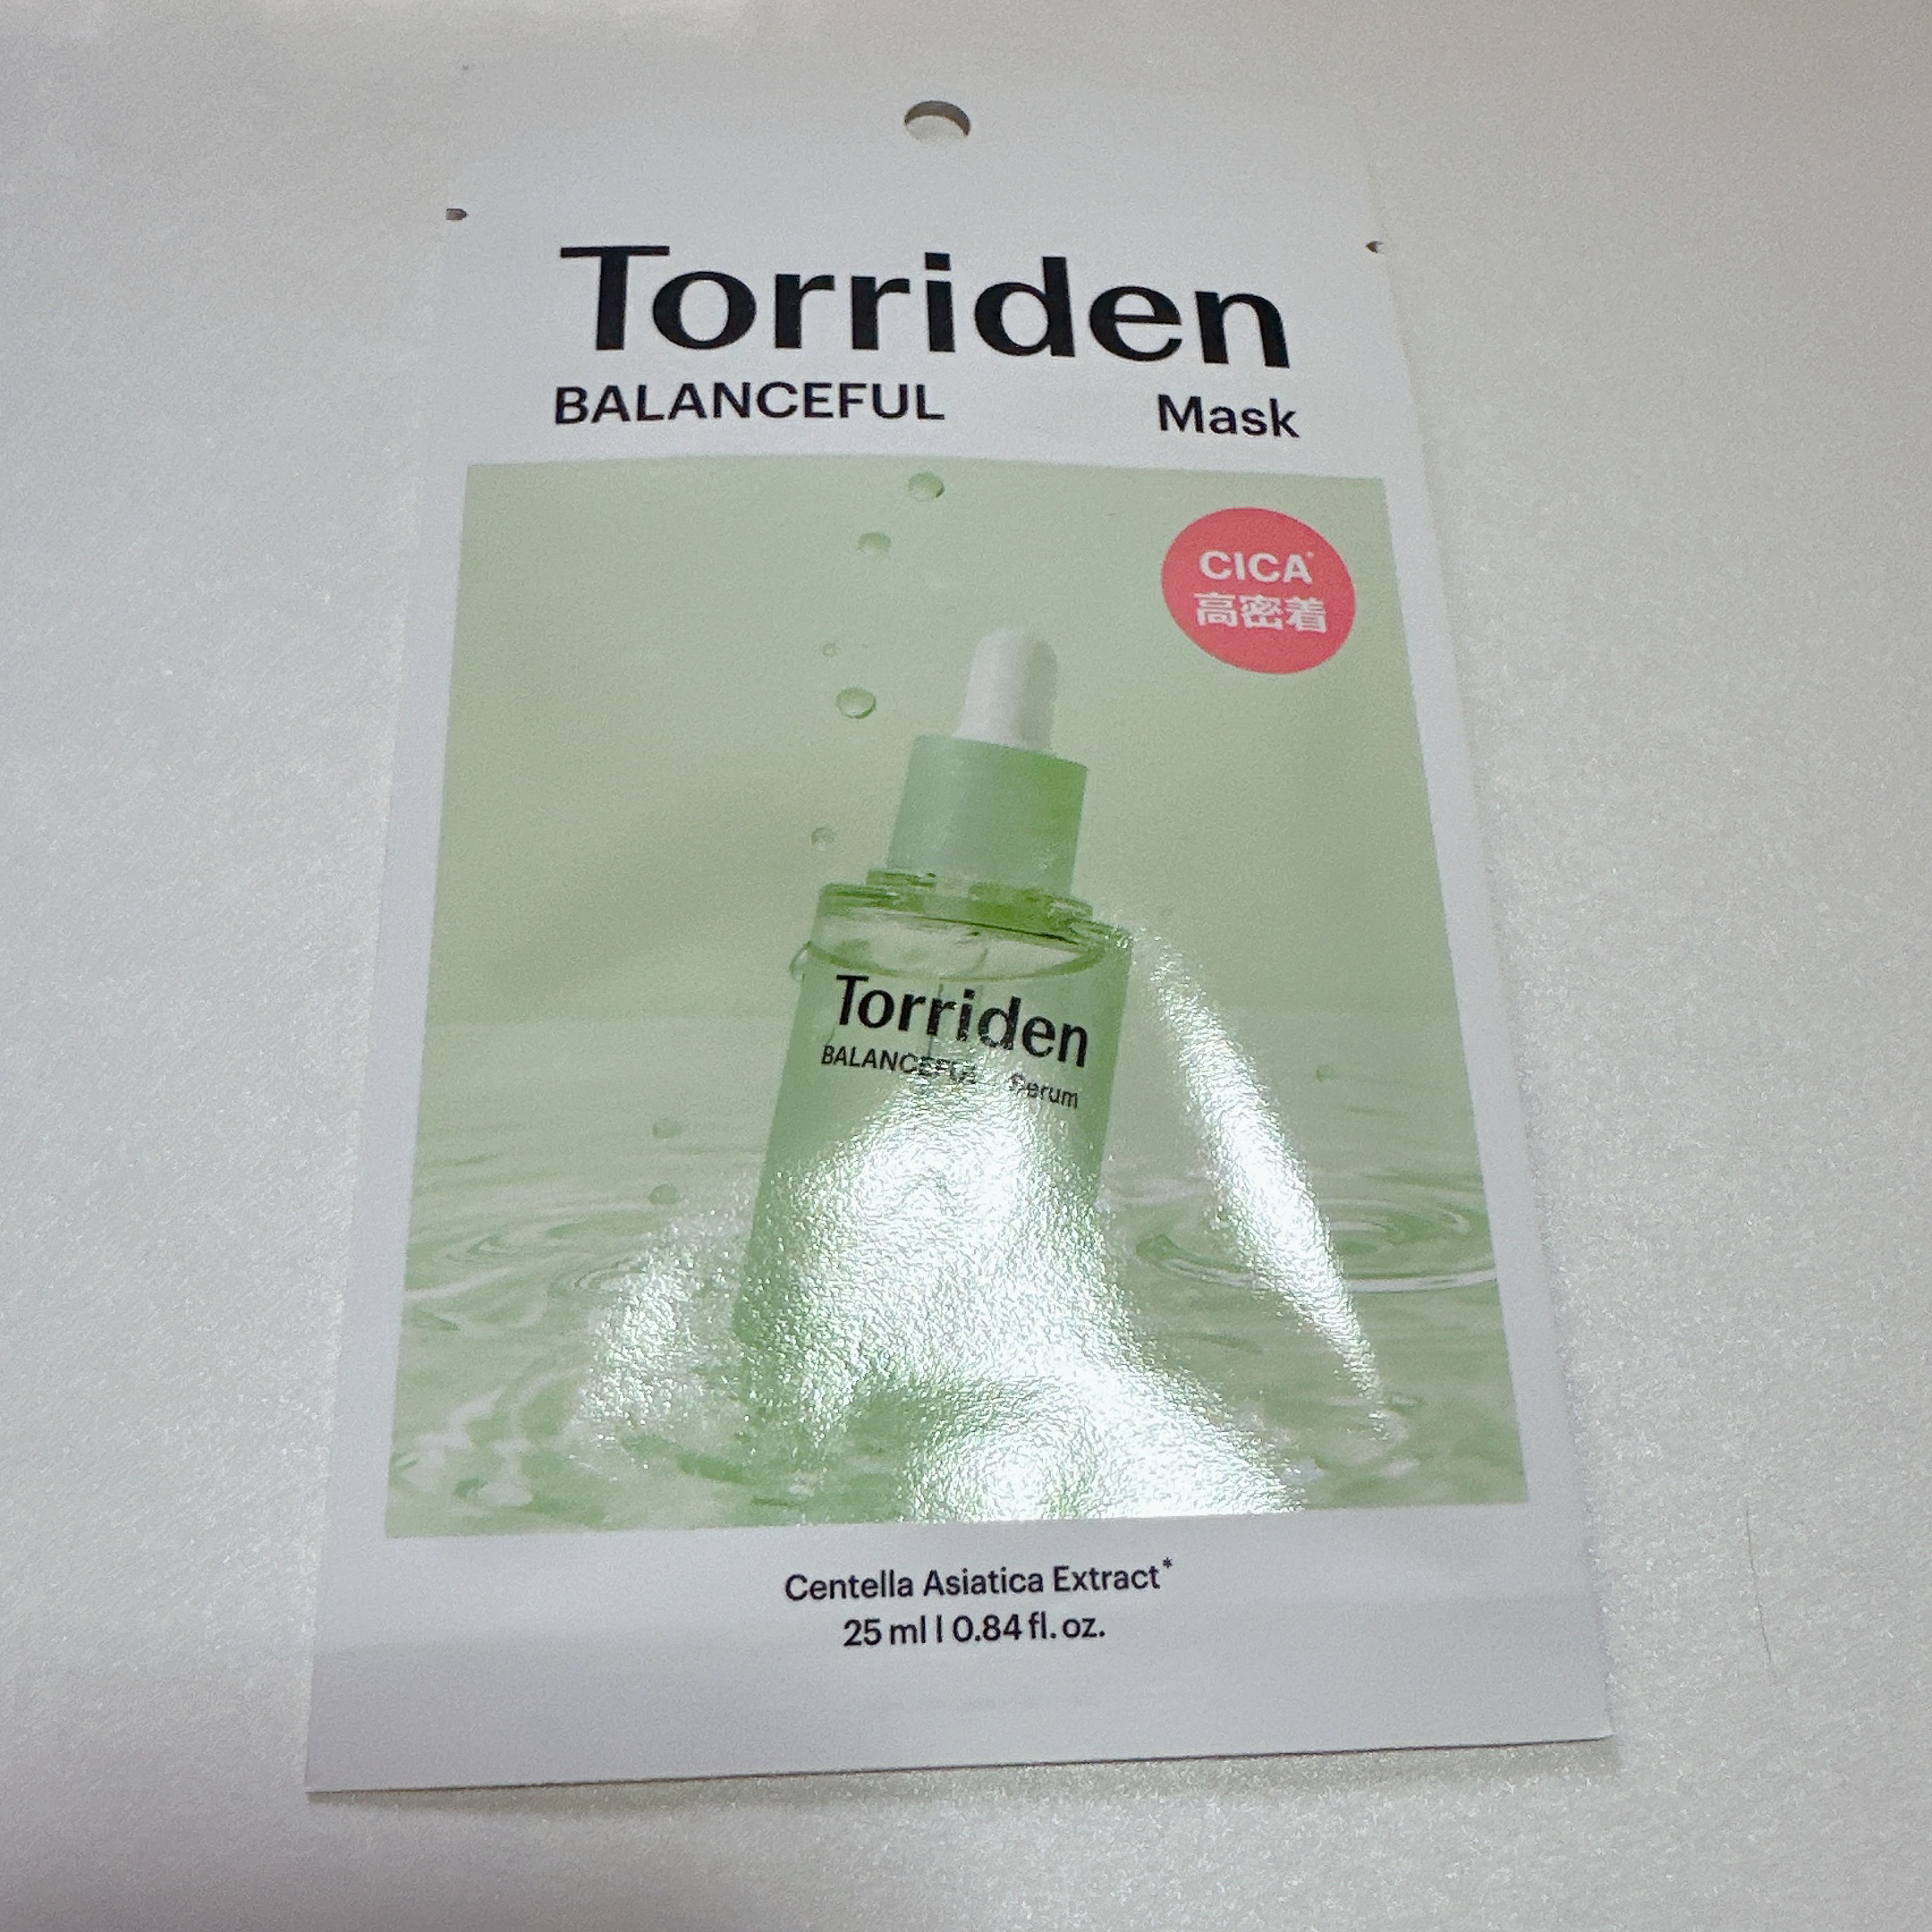 Torriden
BALANCEFUL Mask
CICA*
高密着
Torriden
BALANCEFUL Serum
Centella Asiatica Extract*
25 ml | 0.84 fl. oz.